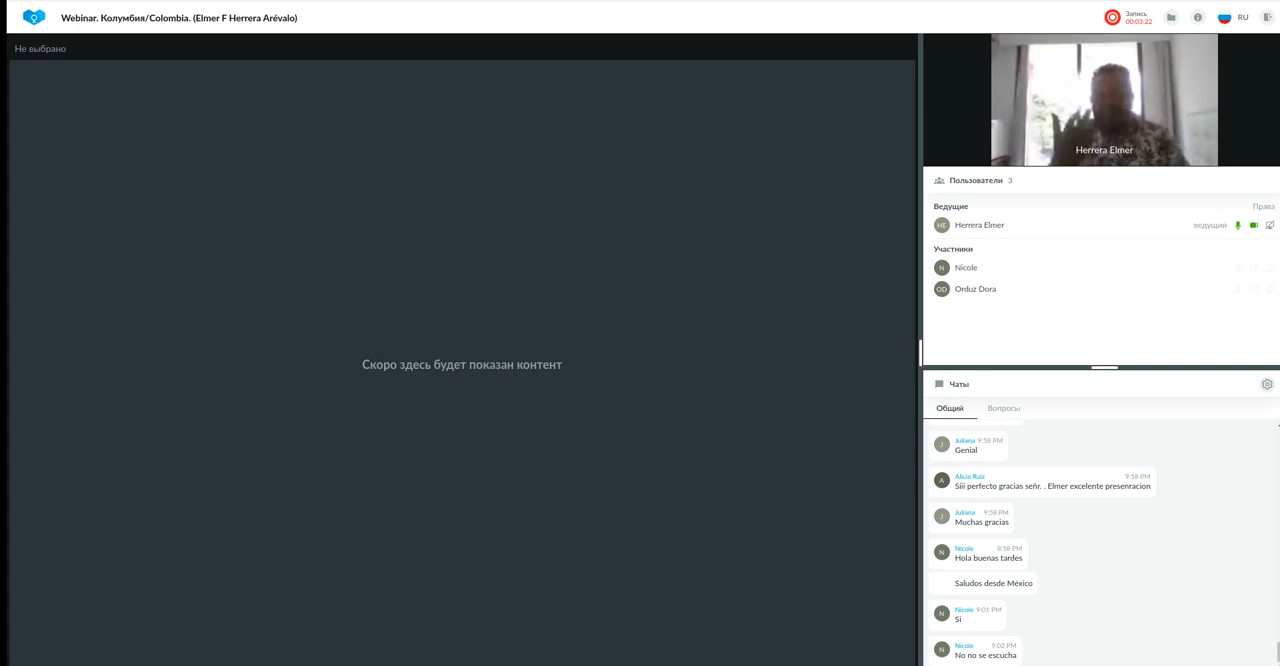 Webinar. Колумбия/Colombia. (Elmer F Herrera Arévalo)
Запись
00:03:22
RU
Не выбрано
Скоро здесь будет показан контент
Herrera Elmer
Пользователи 3
Ведущие Права
HE Herrera Elmer ведущий
Участники
N Nicole
OD Orduz Dora
Чаты
Общий Вопросы
J Juliana 9:58 PM
Genial
A Alicia Ruiz 9:58 PM
Siii perfecto gracias señr. . Elmer excelente presenracion
J Juliana 9:58 PM
Muchas gracias
N Nicole 8:58 PM
Hola buenas tardes
Saludos desde México
N Nicole 9:01 PM
Si
N Nicole 9:02 PM
No no se escucha